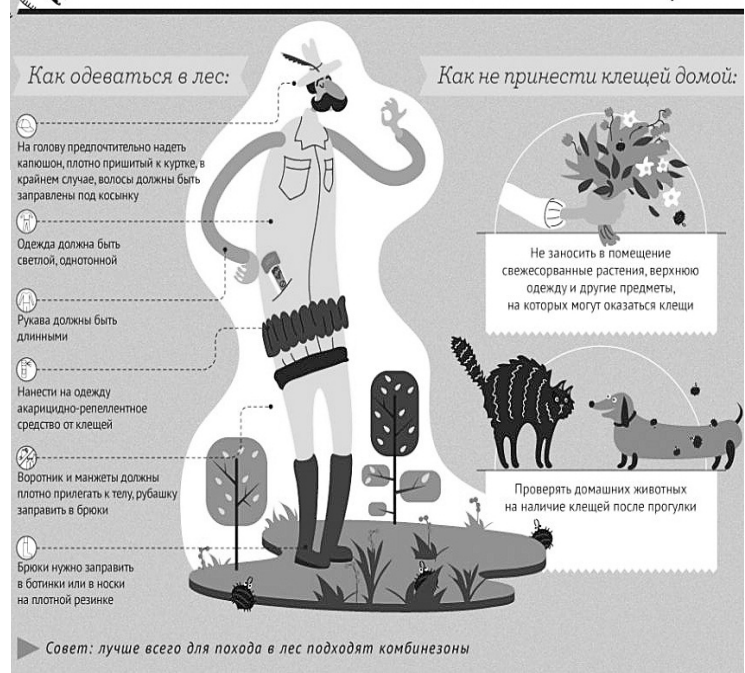 Как одеваться в лес:
На голову предпочтительно надеть
капюшон, плотно пришитый к куртке, в
крайнем случае, волосы должны быть
заправлены под косынку
Одежда должна быть
светлой, однотонной
Рукава должны быть
длинными
Нанести на одежду
акарицидно-репеллентное
средство от клещей
Воротник и манжеты должны
плотно прилегать к телу, рубашку
заправить в брюки
Брюки нужно заправить
в ботинки или в носки
на плотной резинке
Как не принести клещей домой:
Не заносить в помещение
свежесорванные растения, верхнюю
одежду и другие предметы,
на которых могут оказаться клещи
Проверять домашних животных
на наличие клещей после прогулки
Совет: лучше всего для похода в лес подходят комбинезоны